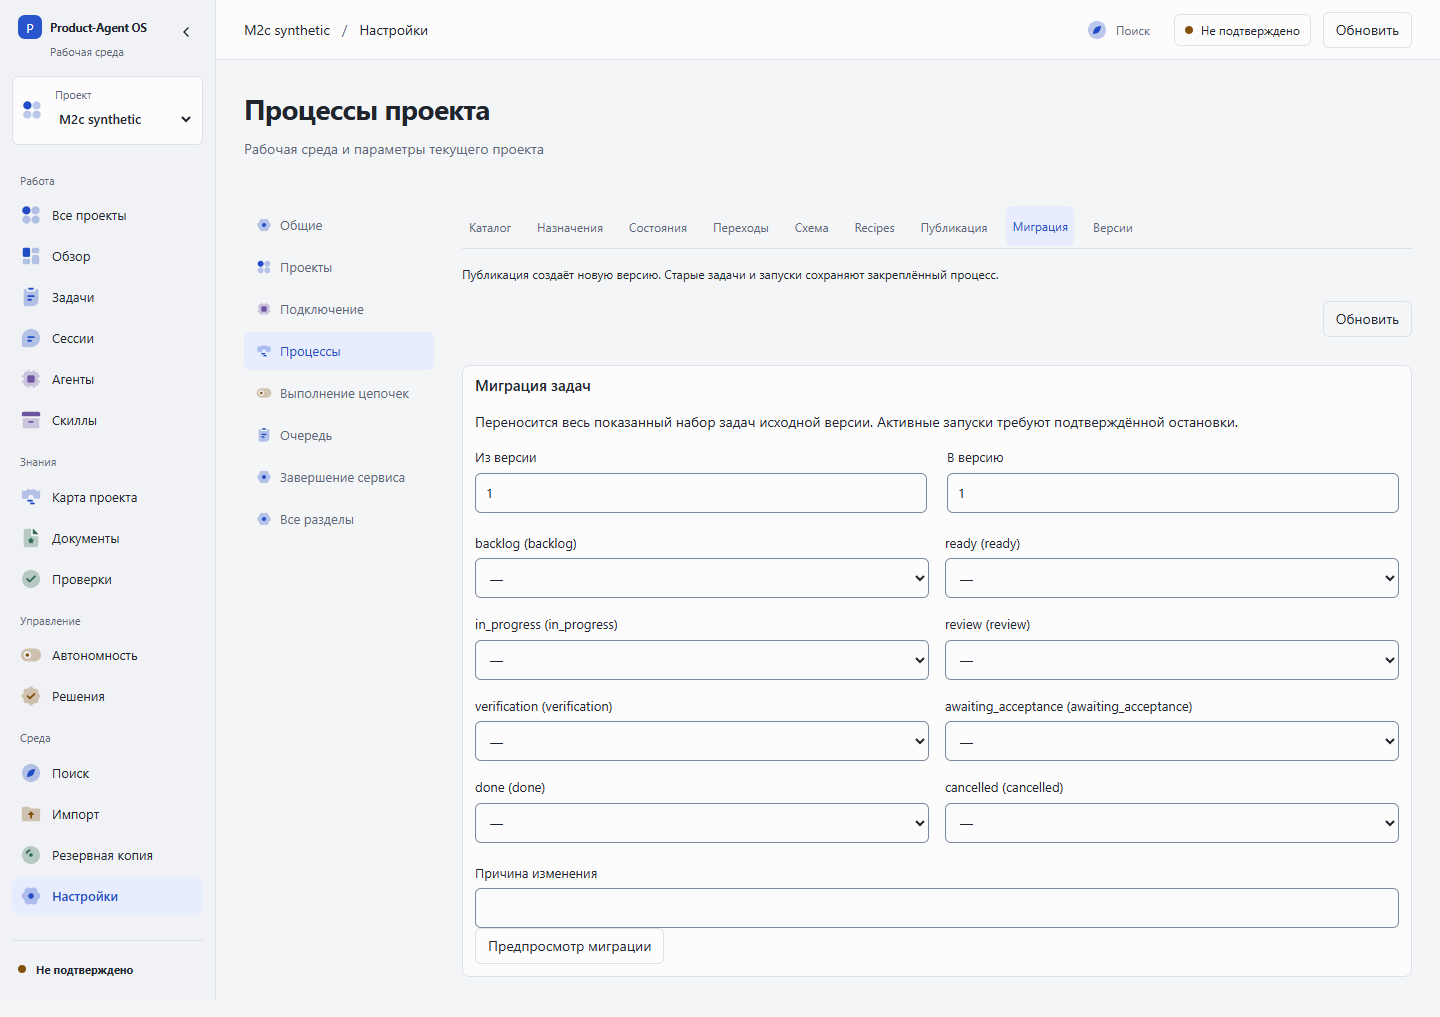 P Product-Agent OS
Рабочая среда
Проект
M2c synthetic
Работа
Все проекты
Обзор
Задачи
Сессии
Агенты
Скиллы
Знания
Карта проекта
Документы
Проверки
Управление
Автономность
Решения
Среда
Поиск
Импорт
Резервная копия
Настройки
Не подтверждено
M2c synthetic / Настройки
Поиск
Не подтверждено
Обновить
Процессы проекта
Рабочая среда и параметры текущего проекта
Общие
Проекты
Подключение
Процессы
Выполнение цепочек
Очередь
Завершение сервиса
Все разделы
Каталог Назначения Состояния Переходы Схема Recipes Публикация Миграция Версии
Публикация создаёт новую версию. Старые задачи и запуски сохраняют закреплённый процесс.
Обновить
Миграция задач
Переносится весь показанный набор задач исходной версии. Активные запуски требуют подтверждённой остановки.
Из версии В версию
1 1
backlog (backlog) ready (ready)
— —
in_progress (in_progress) review (review)
— —
verification (verification) awaiting_acceptance (awaiting_acceptance)
— —
done (done) cancelled (cancelled)
— —
Причина изменения
Предпросмотр миграции